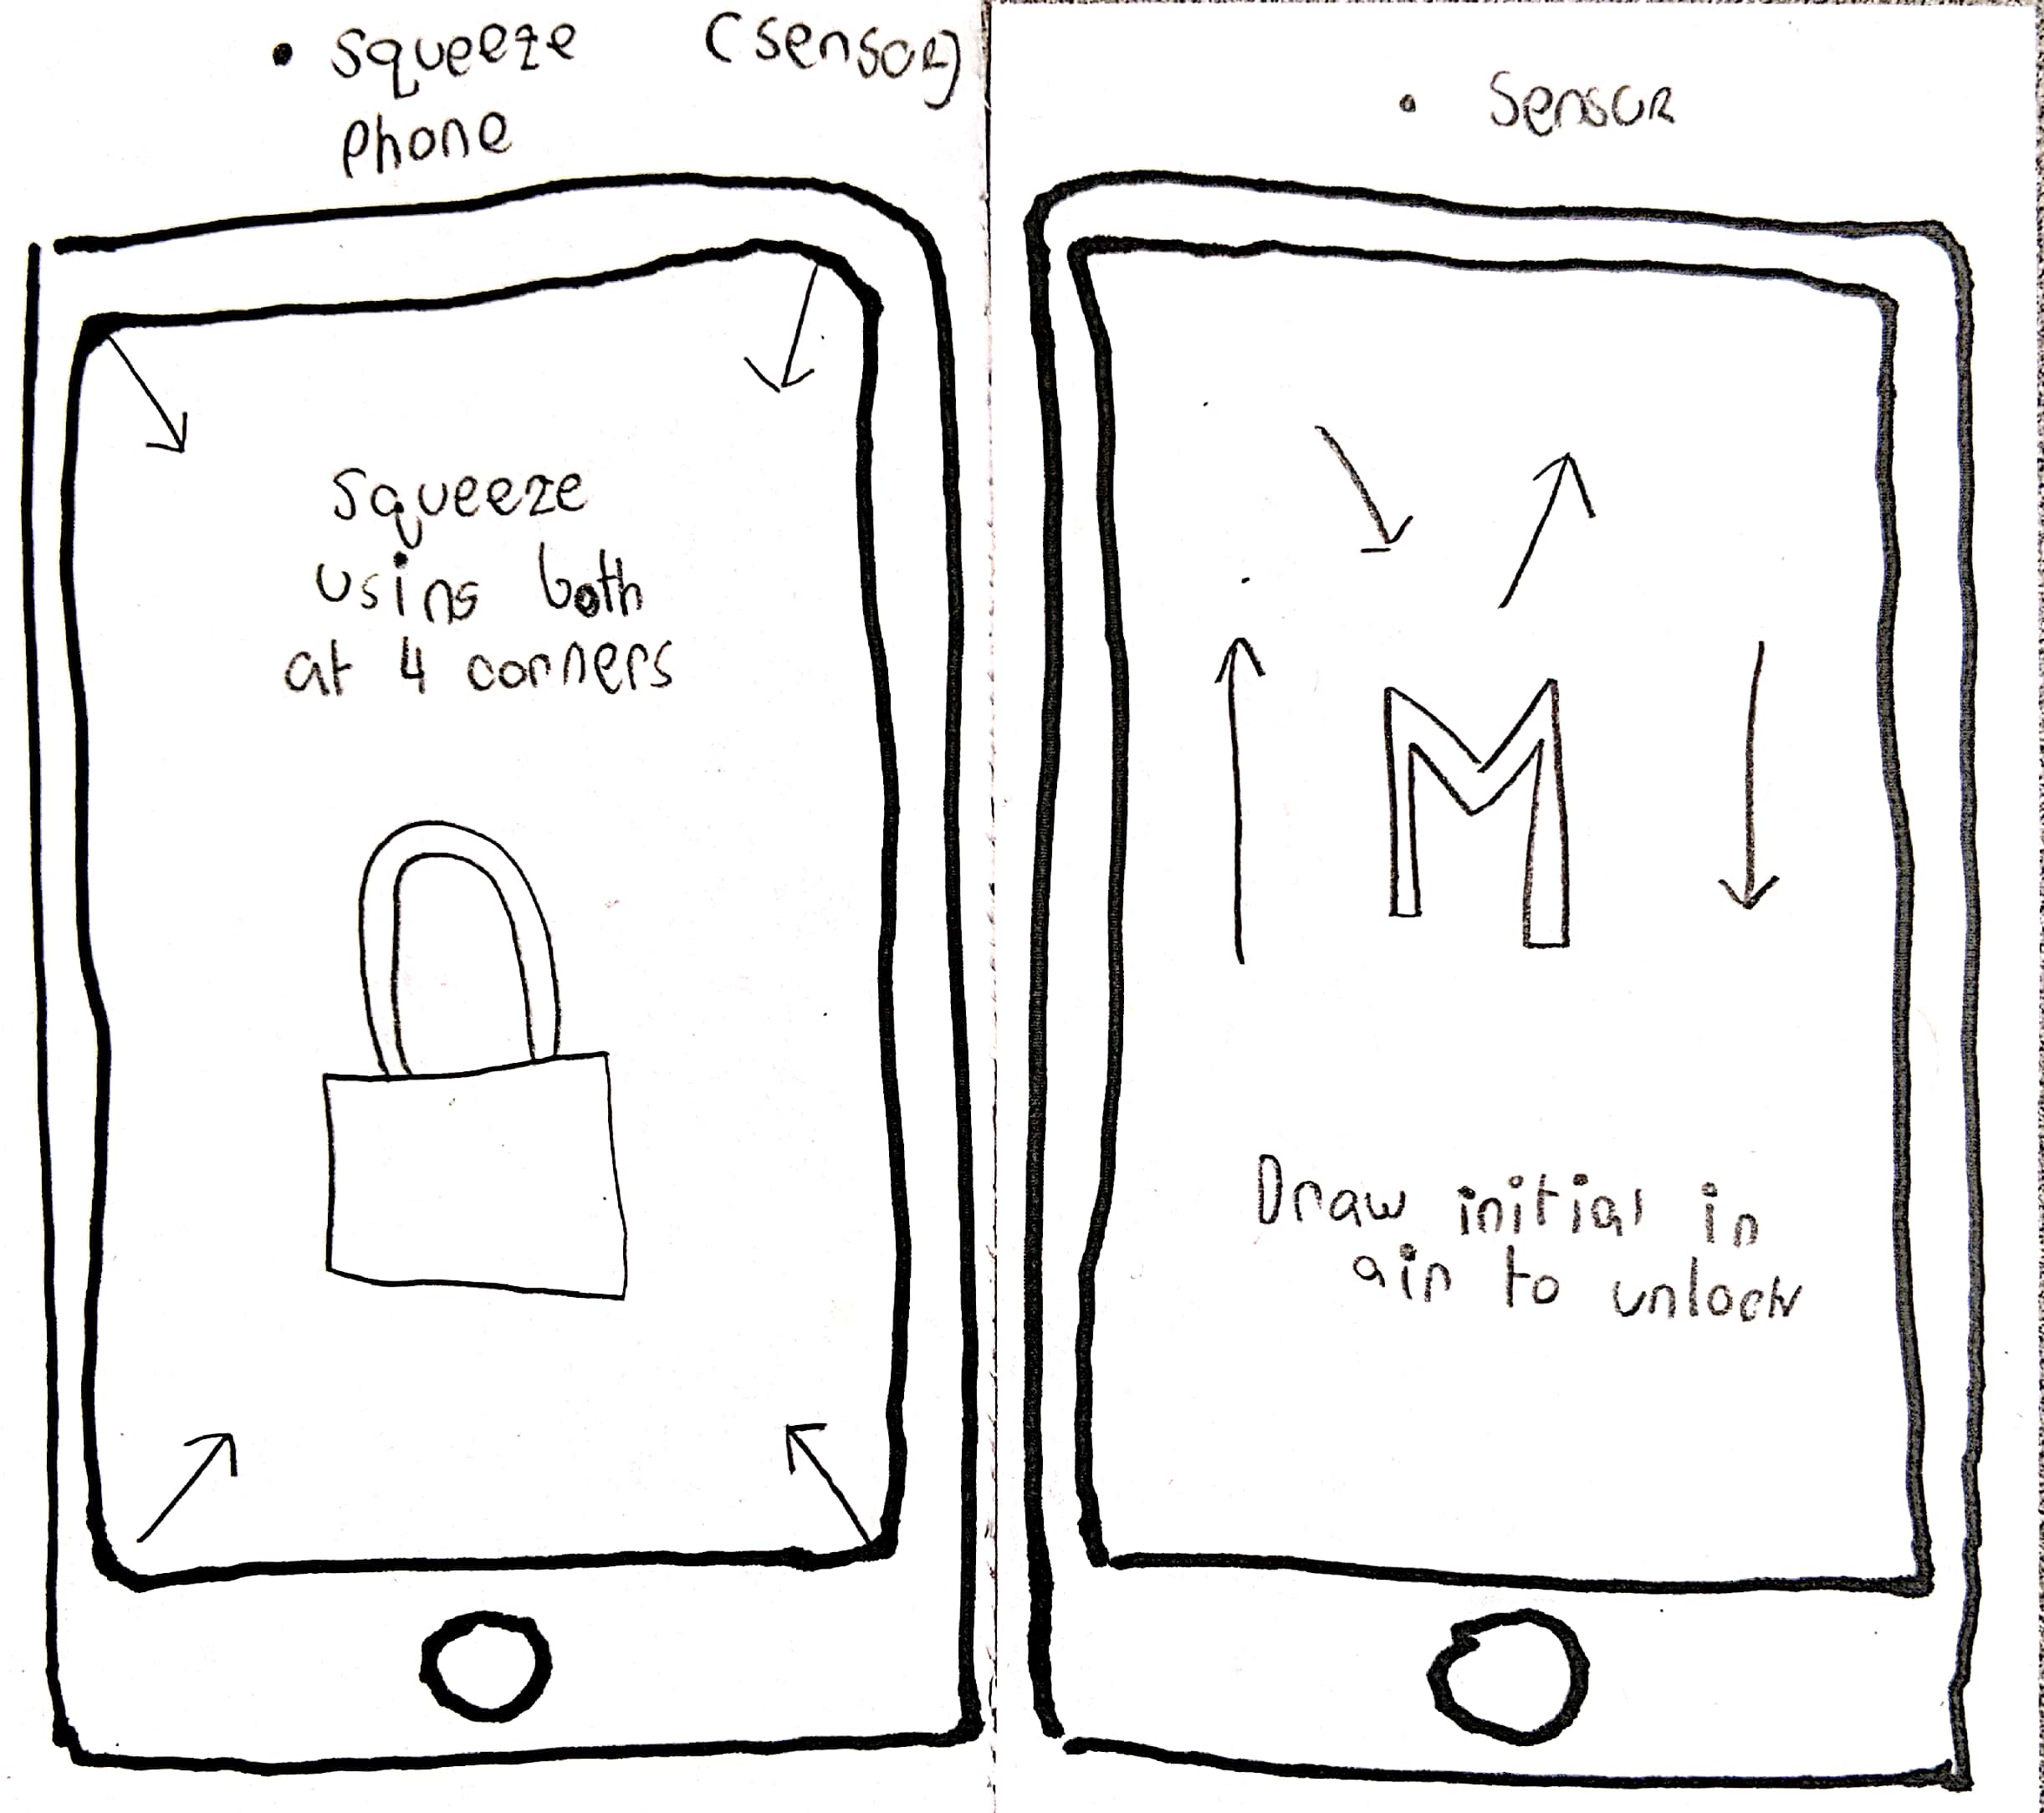 • Squeeze (Sensor)
Phone
Squeeze
using both
at 4 corners
• Sensor
M
Draw initial in
air to unlock